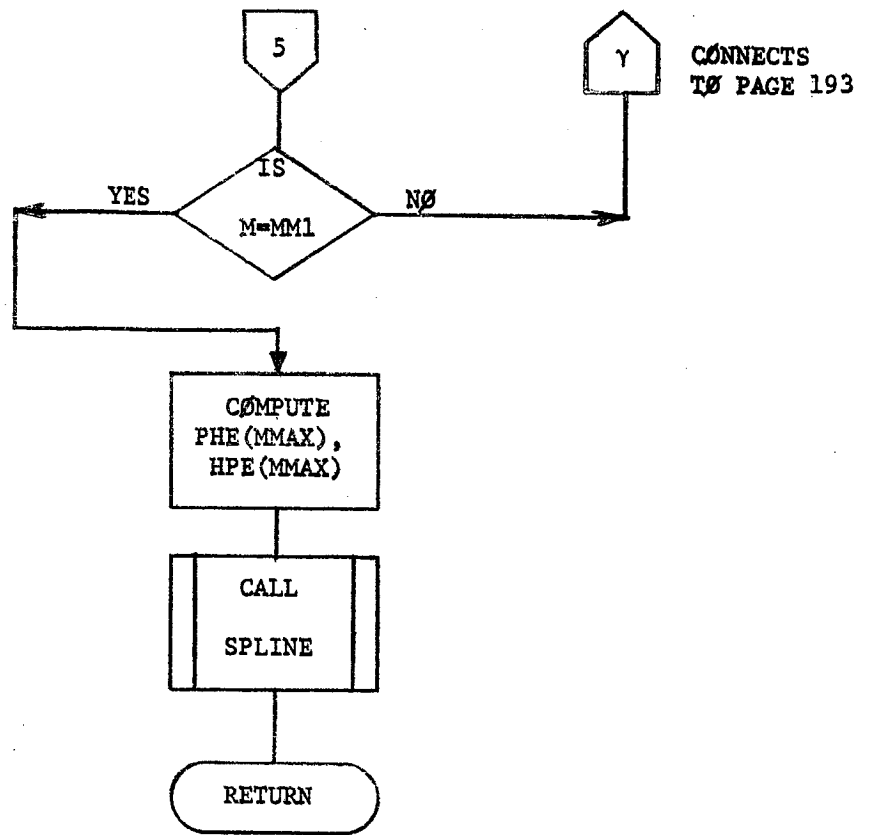 5
γ
CØNNECTS
TØ PAGE 193
IS
YES
NØ
M=MM1
CØMPUTE
PHE(MMAX),
HPE(MMAX)
CALL
SPLINE
RETURN